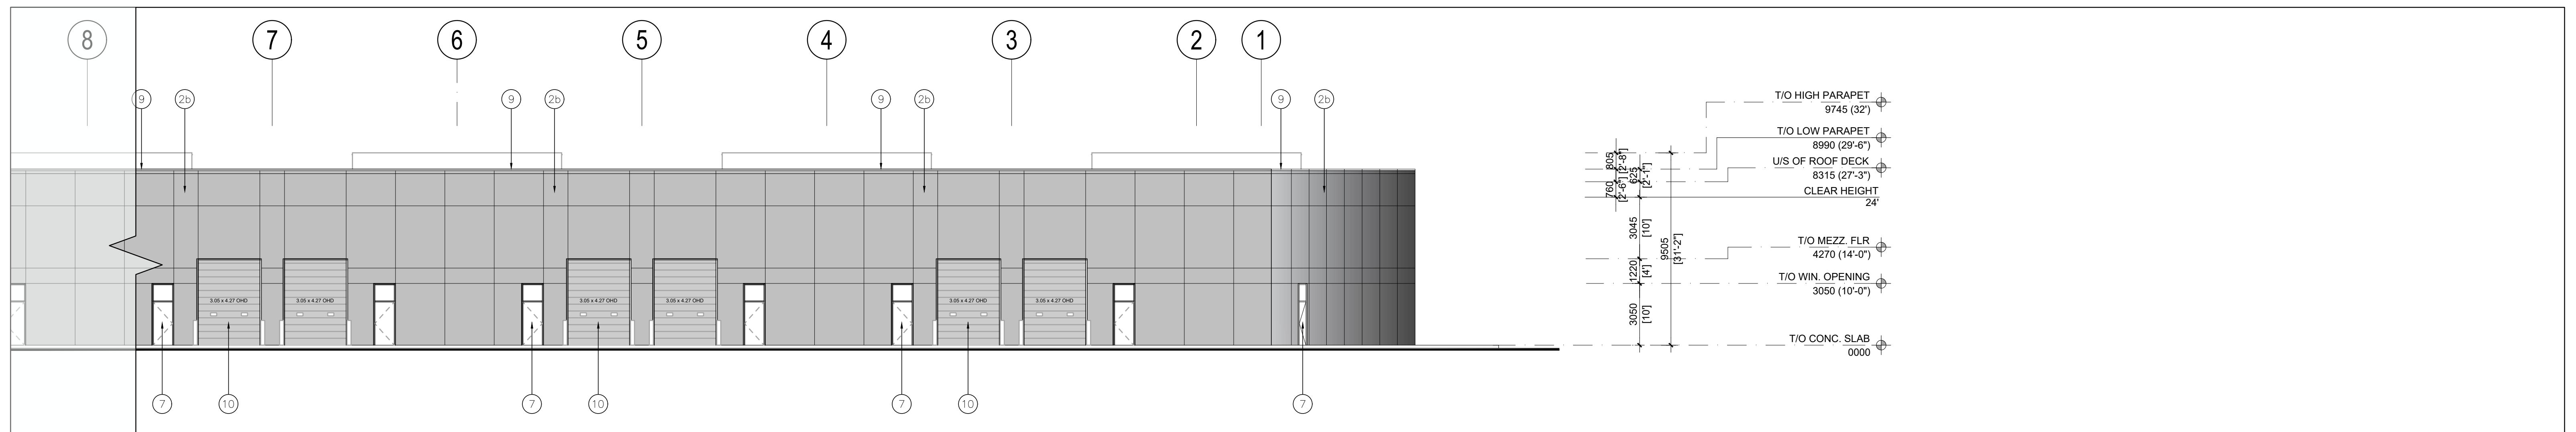 8
7
6
5
4
3
2
1
9
2b
9
2b
9
2b
9
2b
T/O HIGH PARAPET
9745 (32')
T/O LOW PARAPET
8990 (29'-6")
U/S OF ROOF DECK
8315 (27'-3")
CLEAR HEIGHT
24'
T/O MEZZ. FLR
4270 (14'-0")
T/O WIN. OPENING
3050 (10'-0")
T/O CONC. SLAB
0000
805
[2'-8"]
760
[2'-6"]
625
[2'-1"]
3045
[10']
1220
[4']
3050
[10']
9505
[31'-2"]
3.05 x 4.27 OHD
3.05 x 4.27 OHD
3.05 x 4.27 OHD
3.05 x 4.27 OHD
3.05 x 4.27 OHD
3.05 x 4.27 OHD
7
10
7
10
7
10
7